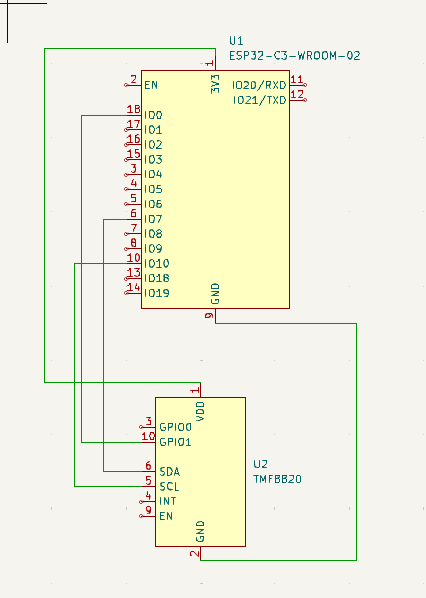 U1
ESP32-C3-WROOM-02
1
3V3
2 EN
IO20/RXD 11
IO21/TXD 12
18 IO0
17 IO1
16 IO2
15 IO3
3 IO4
4 IO5
5 IO6
6 IO7
7 IO8
8 IO9
10 IO10
13 IO18
14 IO19
GND
9
1
VDD
3 GPIO0
10 GPIO1
6 SDA
5 SCL
4 INT
9 EN
U2
TMF8820
GND
2